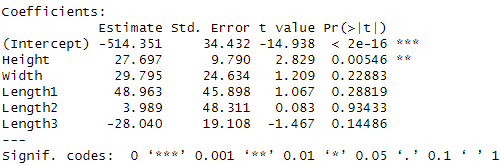 Coefficients:
Estimate Std. Error t value Pr(>|t|)
(Intercept) -514.351 34.432 -14.938 < 2e-16 ***
Height 27.697 9.790 2.829 0.00546 **
Width 29.795 24.634 1.209 0.22883
Length1 48.963 45.898 1.067 0.28819
Length2 3.989 48.311 0.083 0.93433
Length3 -28.040 19.108 -1.467 0.14486
---
Signif. codes: 0 ‘***’ 0.001 ‘**’ 0.01 ‘*’ 0.05 ‘.’ 0.1 ‘ ’ 1